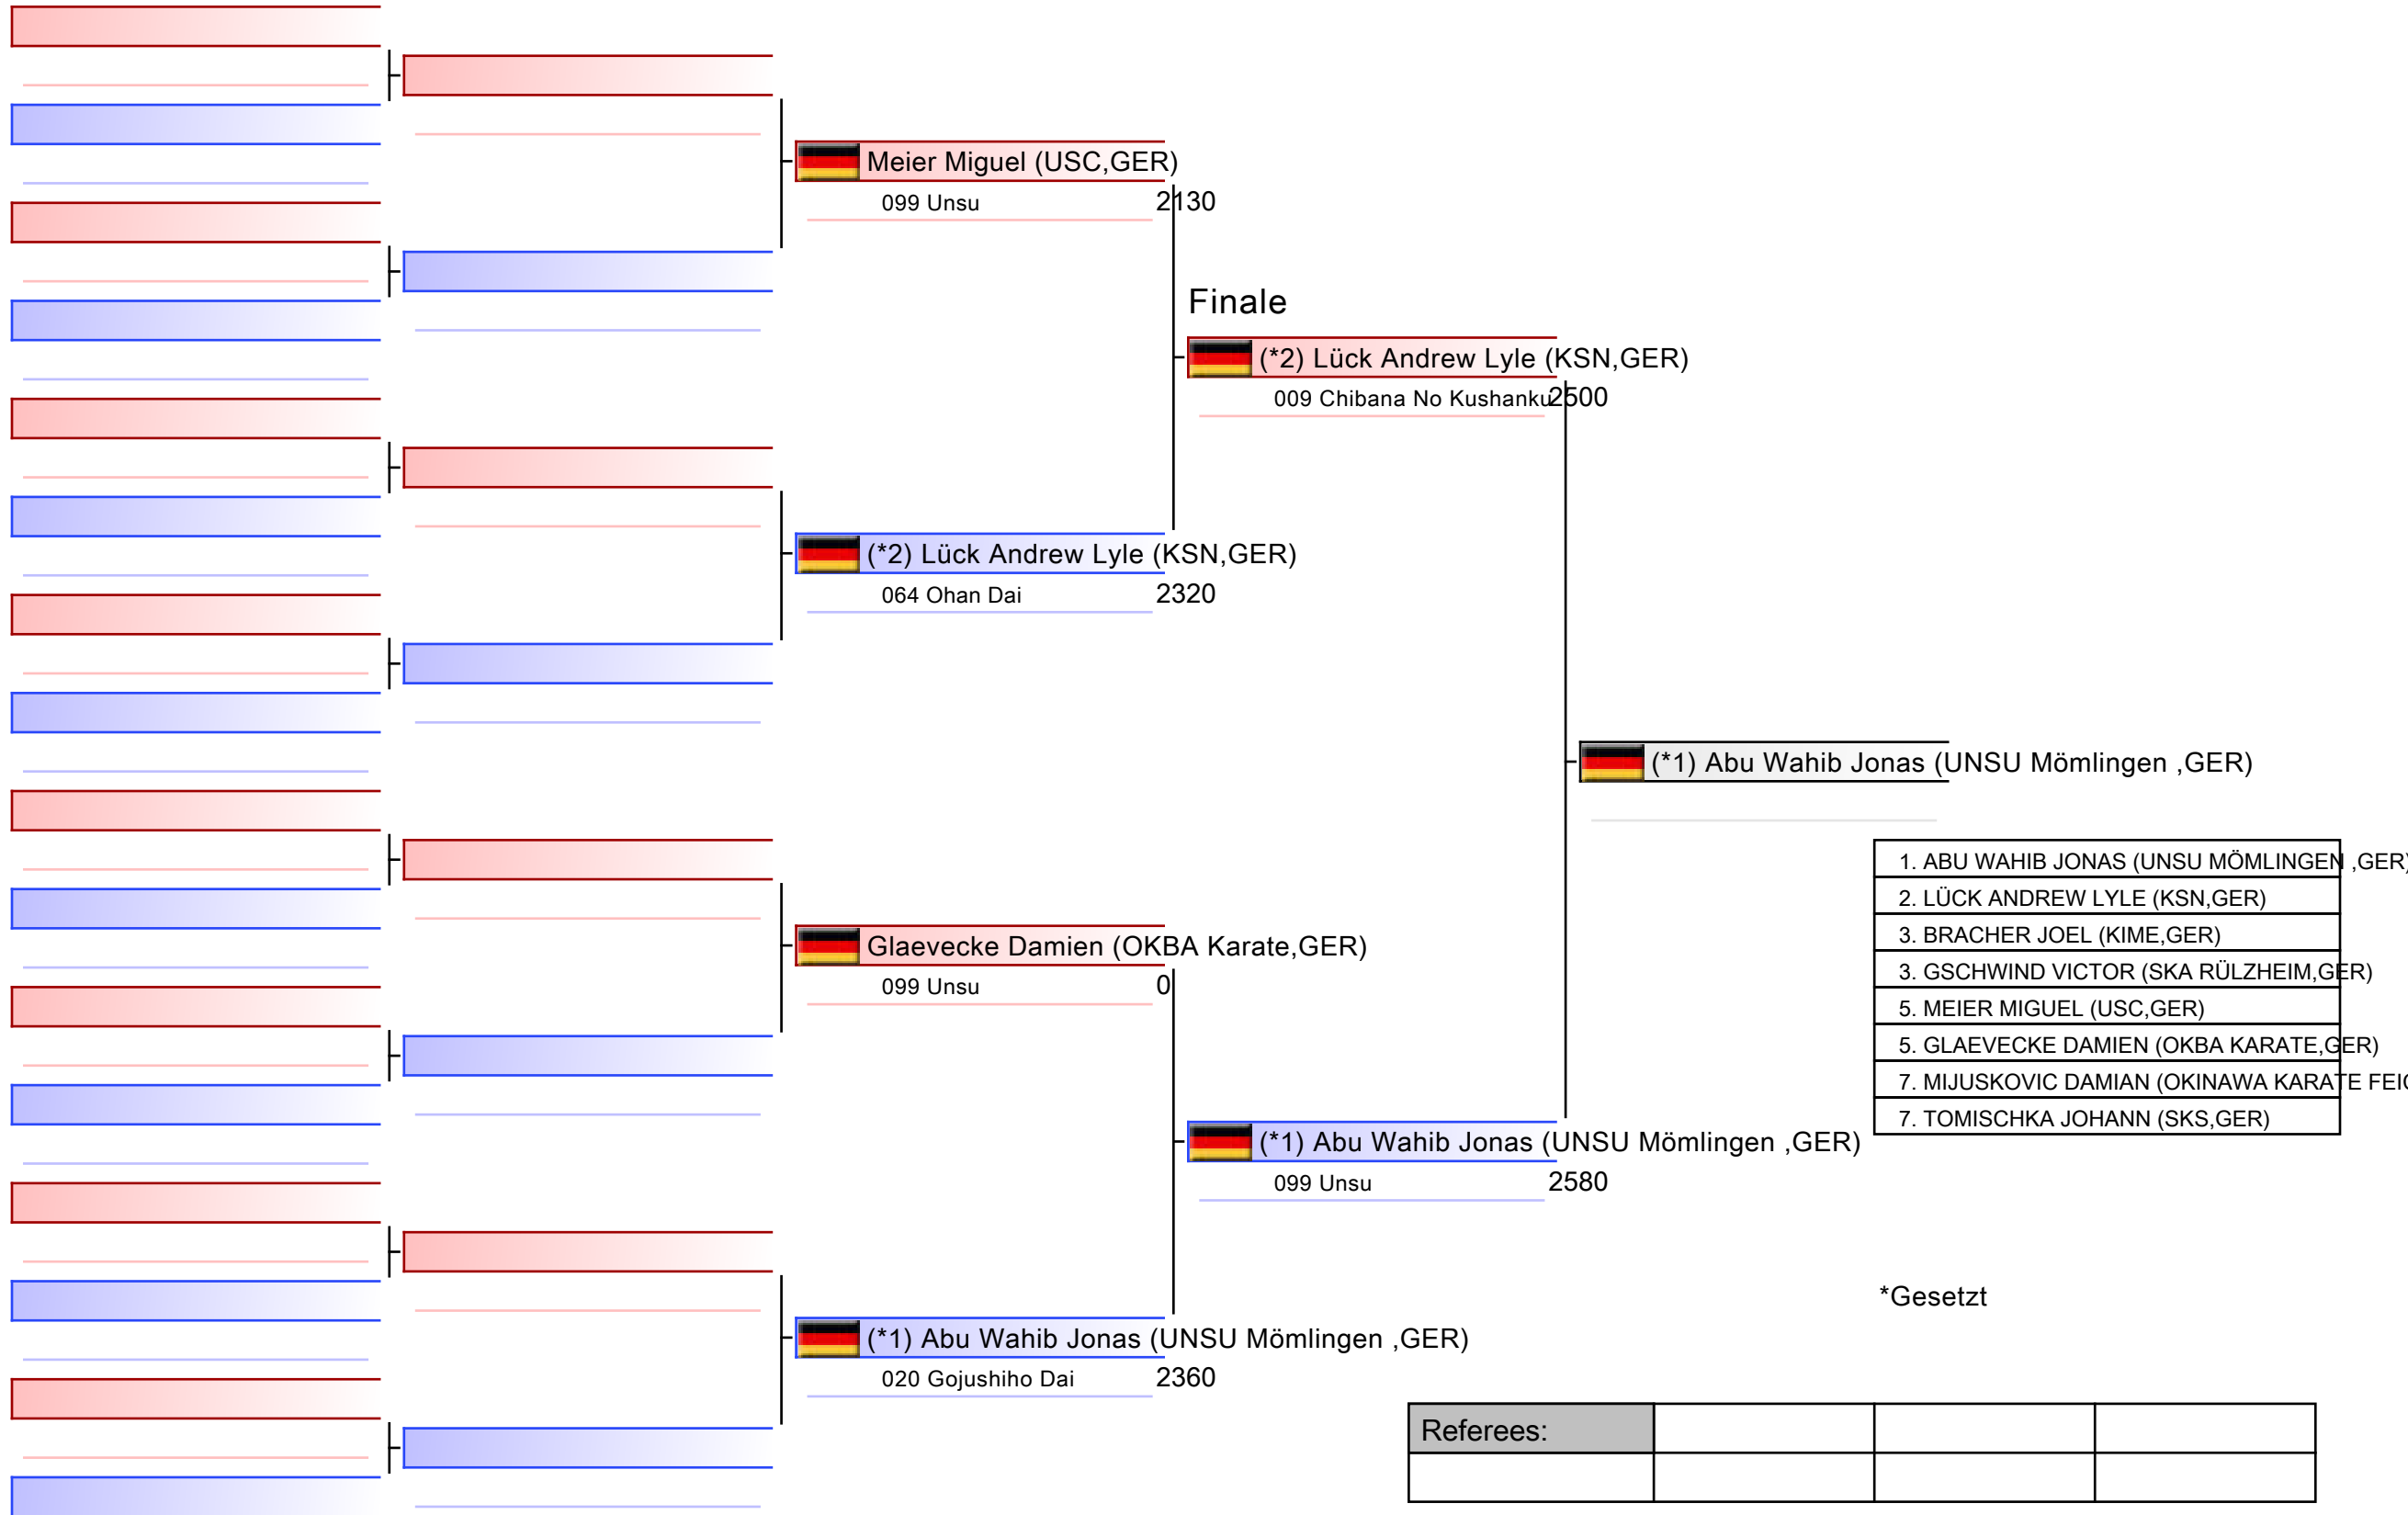 Meier Miguel (USC,GER)
099 Unsu 2130
Finale
(*2) Lück Andrew Lyle (KSN,GER)
009 Chibana No Kushanku 2500
(*2) Lück Andrew Lyle (KSN,GER)
064 Ohan Dai 2320
(*1) Abu Wahib Jonas (UNSU Mömlingen ,GER)
1. ABU WAHIB JONAS (UNSU MÖMLINGEN ,GER)
2. LÜCK ANDREW LYLE (KSN,GER)
3. BRACHER JOEL (KIME,GER)
3. GSCHWIND VICTOR (SKA RÜLZHEIM,GER)
5. MEIER MIGUEL (USC,GER)
5. GLAEVECKE DAMIEN (OKBA KARATE,GER)
7. MIJUSKOVIC DAMIAN (OKINAWA KARATE
7. TOMISCHKA JOHANN (SKS,GER)
Glaevecke Damien (OKBA Karate,GER)
099 Unsu 0
(*1) Abu Wahib Jonas (UNSU Mömlingen ,GER)
099 Unsu 2580
*Gesetzt
(*1) Abu Wahib Jonas (UNSU Mömlingen ,GER)
020 Gojushiho Dai 2360
Referees: